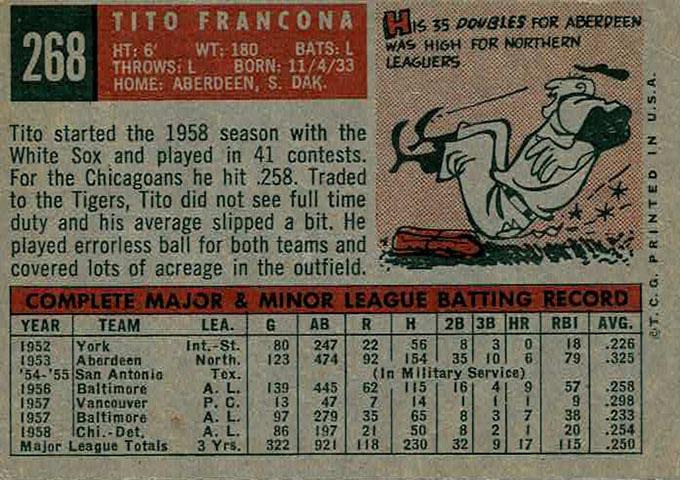 268
TITO FRANCONA
HT: 6' WT: 180 BATS: L
THROWS: L BORN: 11/4/33
HOME: ABERDEEN, S. DAK.
HIS 35 DOUBLES FOR ABERDEEN
WAS HIGH FOR NORTHERN
LEAGUERS
Tito started the 1958 season with the
White Sox and played in 41 contests.
For the Chicagoans he hit .258. Traded
to the Tigers, Tito did not see full time
duty and his average slipped a bit. He
played errorless ball for both teams and
covered lots of acreage in the outfield.
COMPLETE MAJOR & MINOR LEAGUE BATTING RECORD
YEAR TEAM LEA. G AB R H 2B 3B HR RBI AVG.
1952 York Int.-St. 80 247 22 56 8 3 0 18 .226
1953 Aberdeen North. 123 474 92 154 35 10 6 79 .325
'54-'55 San Antonio Tex. (In Military Service)
1956 Baltimore A. L. 139 445 62 115 16 4 9 57 .258
1957 Vancouver P. C. 13 47 7 14 1 1 1 9 .298
1957 Baltimore A. L. 97 279 35 65 8 3 7 38 .233
1958 Chi.-Det. A. L. 86 197 21 50 8 2 1 20 .254
Major League Totals 3 Yrs. 322 921 118 230 32 9 17 115 .250
©T.C.G. PRINTED IN U.S.A.